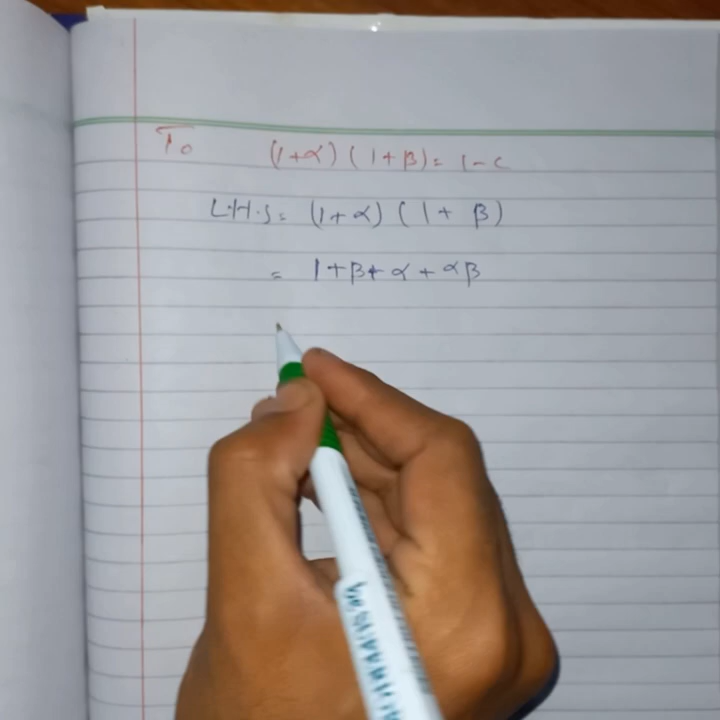 To (1+α) (1+β) = 1-c
L.H.S = (1+α) (1+ β)
= 1+β+α+αβ